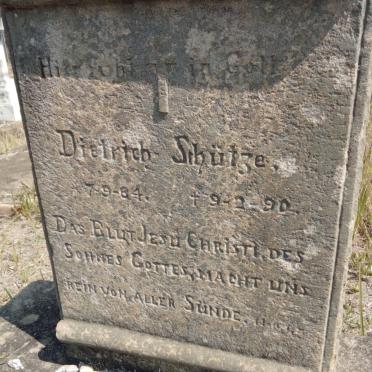 Hier ruht in Gott
Dietrich Schütze.
*7-9-84. †9-2-90.
DAS BLUT JESU CHRISTI, DES
SOHNES GOTTES, MACHT UNS
REIN VON ALLER SÜNDE.